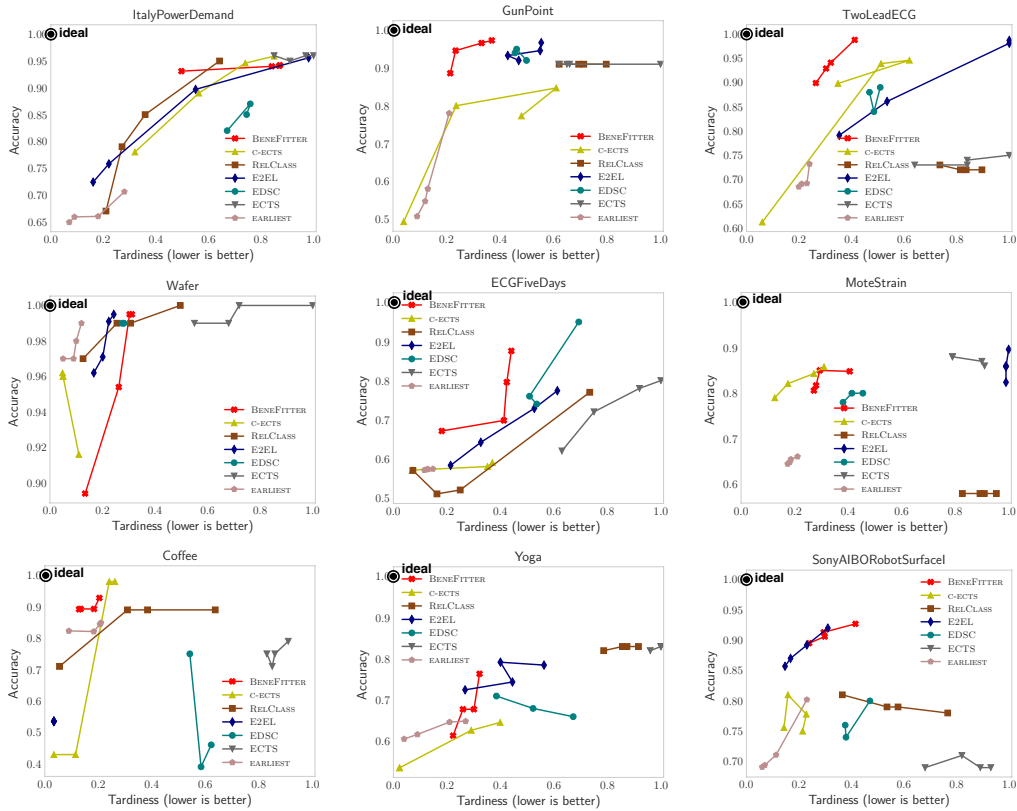 ItalyPowerDemand
ideal
1.00
0.95
0.90
0.85
0.80
0.75
0.70
0.65
Accuracy
BENEFITTER
C-ECTS
RELCLASS
E2EL
EDSC
ECTS
EARLIEST
0.0 0.2 0.4 0.6 0.8 1.0
Tardiness (lower is better)
GunPoint
ideal
1.0
0.9
0.8
0.7
0.6
0.5
Accuracy
BENEFITTER
C-ECTS
RELCLASS
E2EL
EDSC
ECTS
EARLIEST
0.0 0.2 0.4 0.6 0.8 1.0
Tardiness (lower is better)
TwoLeadECG
ideal
1.00
0.95
0.90
0.85
0.80
0.75
0.70
0.65
0.60
Accuracy
BENEFITTER
C-ECTS
RELCLASS
E2EL
EDSC
ECTS
EARLIEST
0.0 0.2 0.4 0.6 0.8 1.0
Tardiness (lower is better)
Wafer
ideal
1.00
0.98
0.96
0.94
0.92
0.90
Accuracy
BENEFITTER
C-ECTS
RELCLASS
E2EL
EDSC
ECTS
EARLIEST
0.0 0.2 0.4 0.6 0.8 1.0
Tardiness (lower is better)
ECGFiveDays
ideal
1.0
0.9
0.8
0.7
0.6
0.5
Accuracy
BENEFITTER
C-ECTS
RELCLASS
E2EL
EDSC
ECTS
EARLIEST
0.0 0.2 0.4 0.6 0.8 1.0
Tardiness (lower is better)
MoteStrain
ideal
1.0
0.9
0.8
0.7
0.6
Accuracy
BENEFITTER
C-ECTS
RELCLASS
E2EL
EDSC
ECTS
EARLIEST
0.0 0.2 0.4 0.6 0.8 1.0
Tardiness (lower is better)
Coffee
ideal
1.0
0.9
0.8
0.7
0.6
0.5
0.4
Accuracy
BENEFITTER
C-ECTS
RELCLASS
E2EL
EDSC
ECTS
EARLIEST
0.0 0.2 0.4 0.6 0.8 1.0
Tardiness (lower is better)
Yoga
ideal
1.0
0.9
0.8
0.7
0.6
Accuracy
BENEFITTER
C-ECTS
RELCLASS
E2EL
EDSC
ECTS
EARLIEST
0.0 0.2 0.4 0.6 0.8 1.0
Tardiness (lower is better)
SonyAIBORobotSurfaceI
ideal
1.00
0.95
0.90
0.85
0.80
0.75
0.70
Accuracy
BENEFITTER
C-ECTS
RELCLASS
E2EL
EDSC
ECTS
EARLIEST
0.0 0.2 0.4 0.6 0.8 1.0
Tardiness (lower is better)